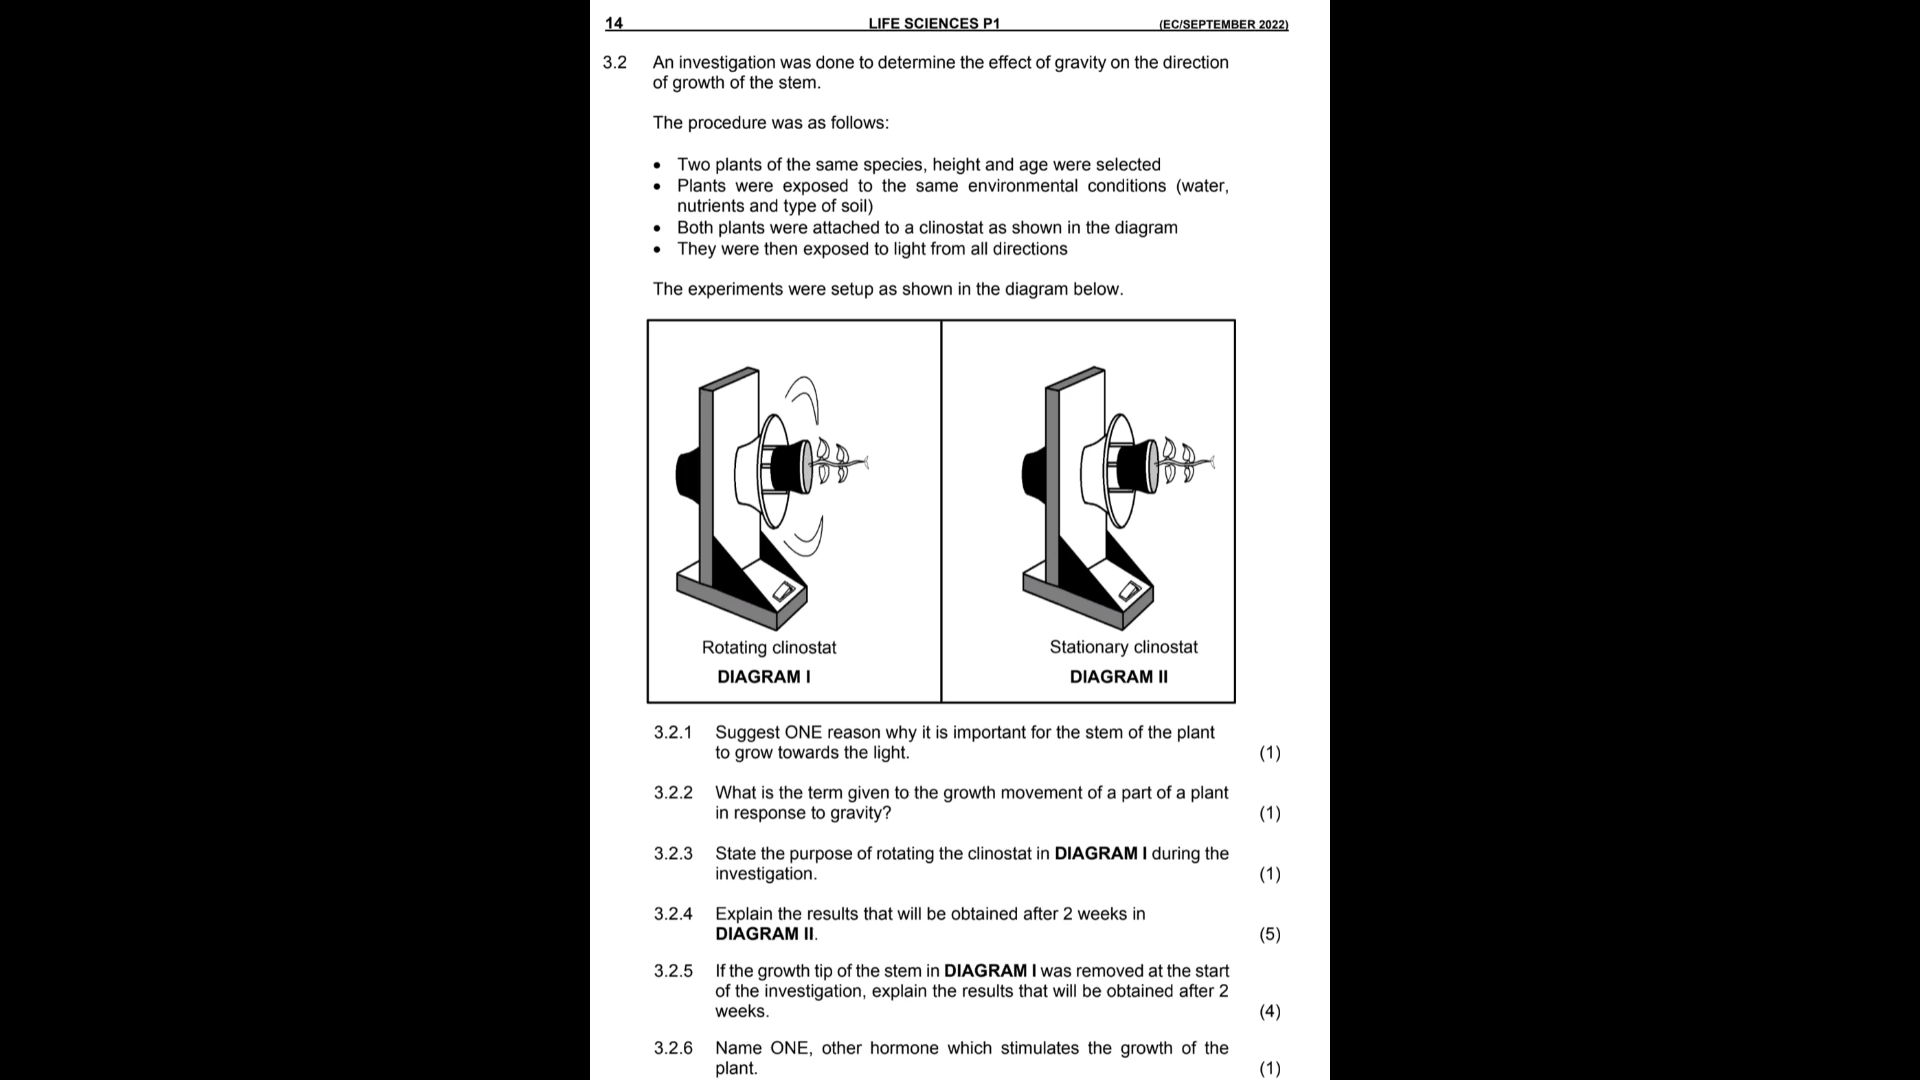 14 LIFE SCIENCES P1 (EC/SEPTEMBER 2022)
3.2 An investigation was done to determine the effect of gravity on the direction
of growth of the stem.
The procedure was as follows:
• Two plants of the same species, height and age were selected
• Plants were exposed to the same environmental conditions (water,
nutrients and type of soil)
• Both plants were attached to a clinostat as shown in the diagram
• They were then exposed to light from all directions
The experiments were setup as shown in the diagram below.
Rotating clinostat
DIAGRAM I
Stationary clinostat
DIAGRAM II
3.2.1 Suggest ONE reason why it is important for the stem of the plant
to grow towards the light. (1)
3.2.2 What is the term given to the growth movement of a part of a plant
in response to gravity? (1)
3.2.3 State the purpose of rotating the clinostat in DIAGRAM I during the
investigation. (1)
3.2.4 Explain the results that will be obtained after 2 weeks in
DIAGRAM II. (5)
3.2.5 If the growth tip of the stem in DIAGRAM I was removed at the start
of the investigation, explain the results that will be obtained after 2
weeks. (4)
3.2.6 Name ONE, other hormone which stimulates the growth of the
plant. (1)